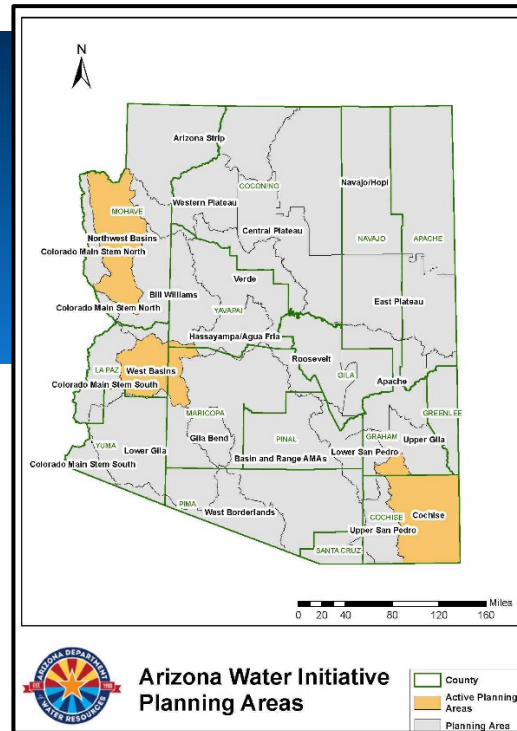 N
Arizona Strip
COCONINO
Navajo/Hopi
Western Plateau
MOHAVE
Central Plateau
NAVAJO
APACHE
Northwest Basins
Colorado Main Stem North
Verde
Bill Williams
East Plateau
Colorado Main Stem North
YAVAPAI
Hassayampa/Agua Fria
Roosevelt
LA PAZ
West Basins
GILA
Apache
Colorado Main Stem South
MARICOPA
GREENLEE
YUMA
Lower Gila
Gila Bend
PINAL
GRAHAM
Upper Gila
Lower San Pedro
Basin and Range AMAs
Colorado Main Stem South
PIMA
West Borderlands
COCHISE
Cochise
Upper San Pedro
SANTA CRUZ
Miles
0 20 40 80 120 160
ARIZONA DEPARTMENT
OF WATER RESOURCES
EST. 1980
Arizona Water Initiative
Planning Areas
County
Active Planning
Areas
Planning Area